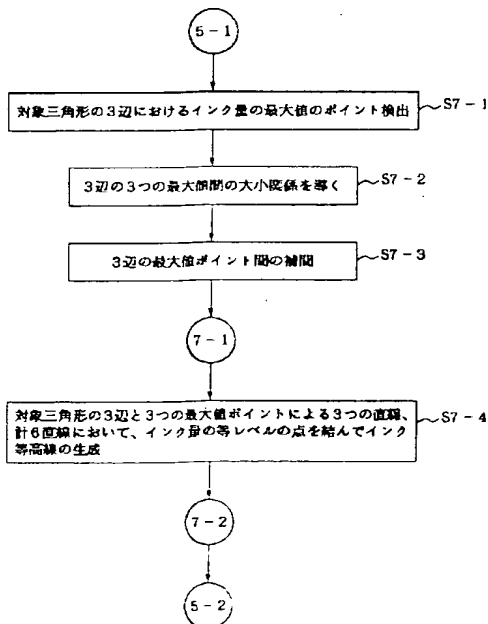 5-1
対象三角形の3辺におけるインク量の最大値のポイント検出
S7-1
3辺の3つの最大値間の大小関係を導く
S7-2
3辺の最大値ポイント間の補間
S7-3
7-1
対象三角形の3辺と3つの最大値ポイントによる3つの直線、
計6直線において、インク量の等レベルの点を結んでインク
等高線の生成
S7-4
7-2
5-2